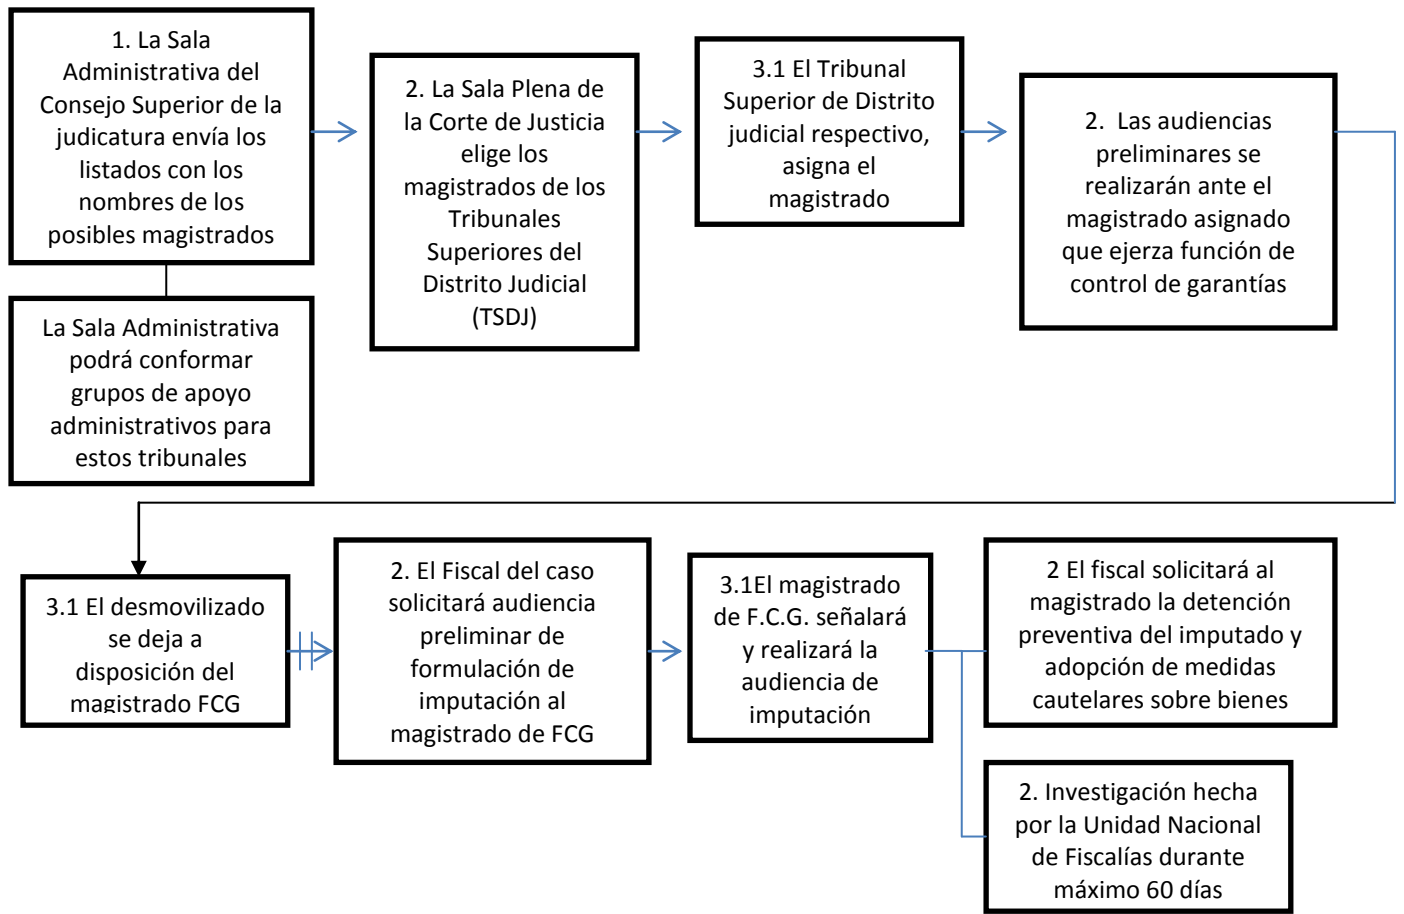 1. La Sala
Administrativa del
Consejo Superior de la
judicatura envía los
listados con los
nombres de los
posibles magistrados
La Sala Administrativa
podrá conformar
grupos de apoyo
administrativos para
estos tribunales
2. La Sala Plena de
la Corte de Justicia
elige los
magistrados de los
Tribunales
Superiores del
Distrito Judicial
(TSDJ)
3.1 El Tribunal
Superior de Distrito
judicial respectivo,
asigna el
magistrado
2. Las audiencias
preliminares se
realizarán ante el
magistrado asignado
que ejerza función de
control de garantías
3.1 El desmovilizado
se deja a
disposición del
magistrado FCG
2. El Fiscal del caso
solicitará audiencia
preliminar de
formulación de
imputación al
magistrado de FCG
3.1El magistrado
de F.C.G. señalará
y realizará la
audiencia de
imputación
2 El fiscal solicitará al
magistrado la detención
preventiva del imputado y
adopción de medidas
cautelares sobre bienes
2. Investigación hecha
por la Unidad Nacional
de Fiscalías durante
máximo 60 días